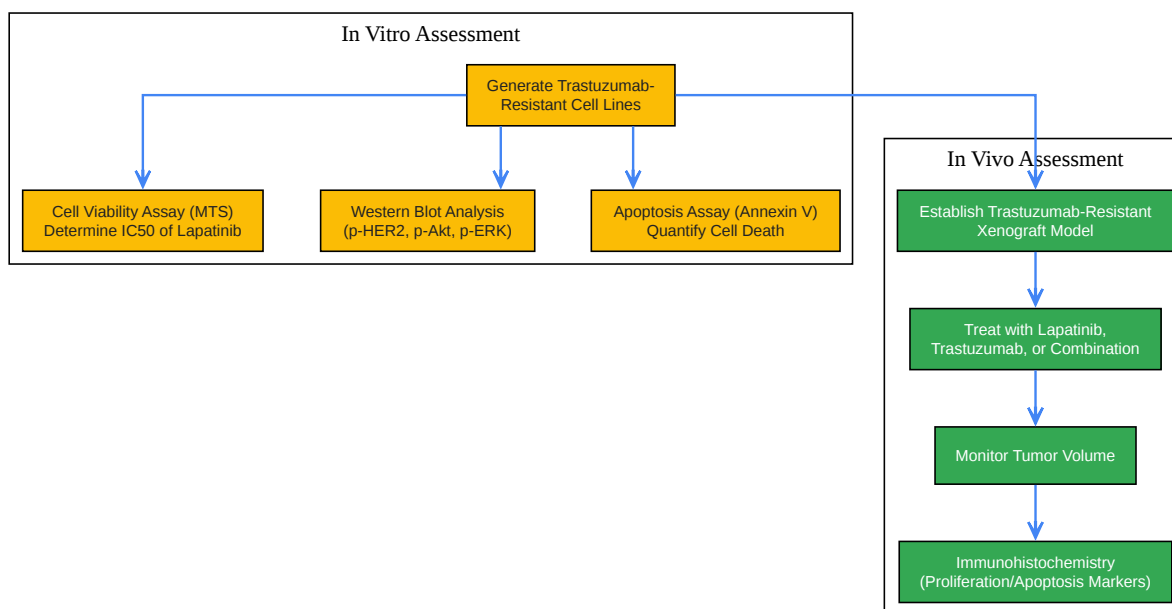 In Vitro Assessment
Generate Trastuzumab-
Resistant Cell Lines
Cell Viability Assay (MTS)
Determine IC50 of Lapatinib
Western Blot Analysis
(p-HER2, p-Akt, p-ERK)
Apoptosis Assay (Annexin V)
Quantify Cell Death
In Vivo Assessment
Establish Trastuzumab-Resistant
Xenograft Model
Treat with Lapatinib,
Trastuzumab, or Combination
Monitor Tumor Volume
Immunohistochemistry
(Proliferation/Apoptosis Markers)